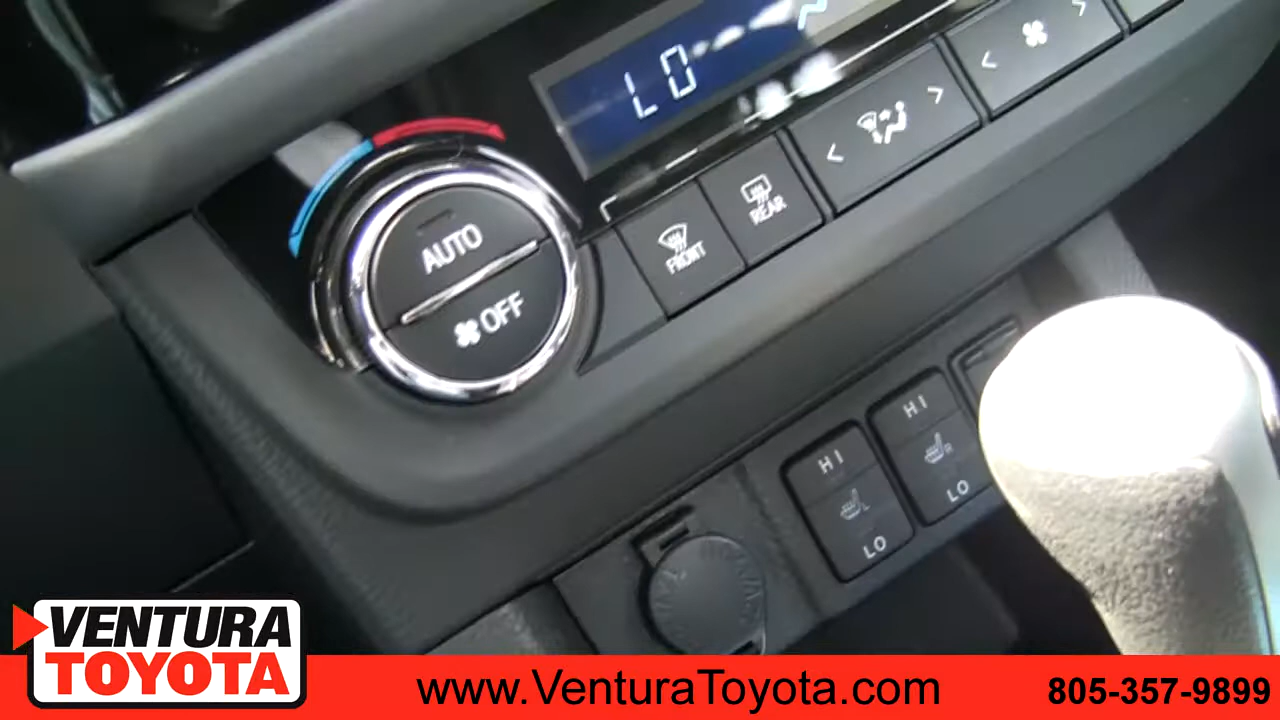 LO
AUTO
OFF
FRONT
REAR
HI
L
LO
HI
R
LO
VENTURA
TOYOTA
www.VenturaToyota.com
805-357-9899